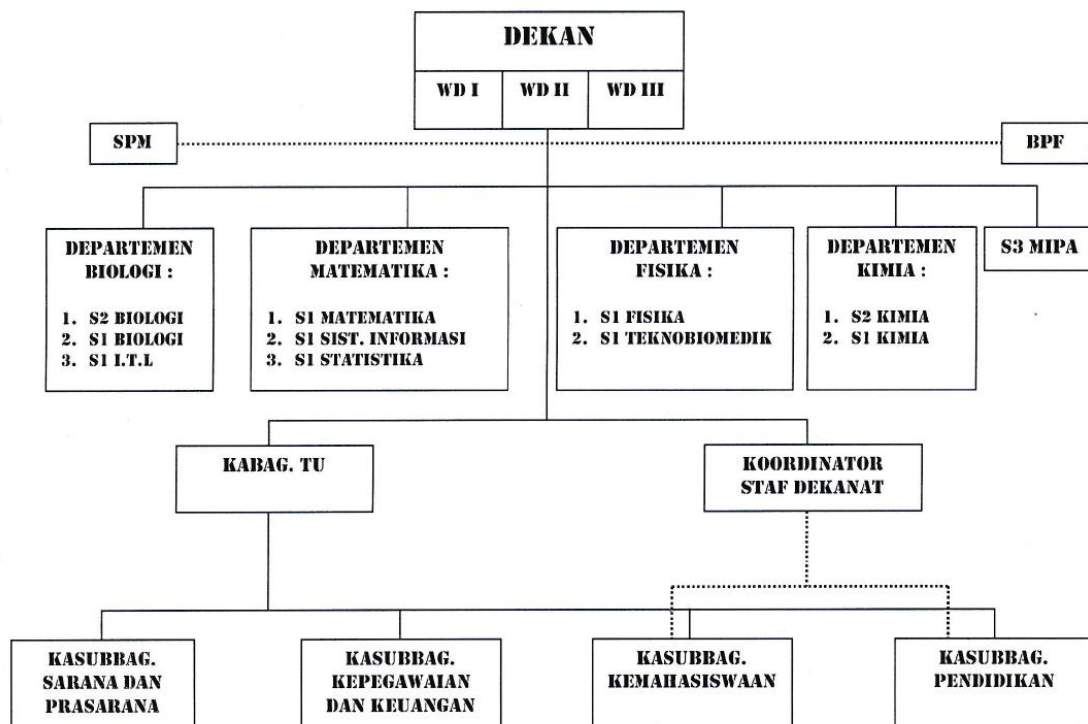 DEKAN
WD I
WD II
WD III
SPM
BPF
DEPARTEMEN
BIOLOGI :
1. S2 BIOLOGI
2. S1 BIOLOGI
3. S1 I.T.L
DEPARTEMEN
MATEMATIKA :
1. S1 MATEMATIKA
2. S1 SIST. INFORMASI
3. S1 STATISTIKA
DEPARTEMEN
FISIKA :
1. S1 FISIKA
2. S1 TEKNOBIOMEDIK
DEPARTEMEN
KIMIA :
1. S2 KIMIA
2. S1 KIMIA
S3 MIPA
KABAG. TU
KOORDINATOR
STAF DEKANAT
KASUBBAG.
SARANA DAN
PRASARANA
KASUBBAG.
KEPEGAWAIAN
DAN KEUANGAN
KASUBBAG.
KEMAHASISWAAN
KASUBBAG.
PENDIDIKAN